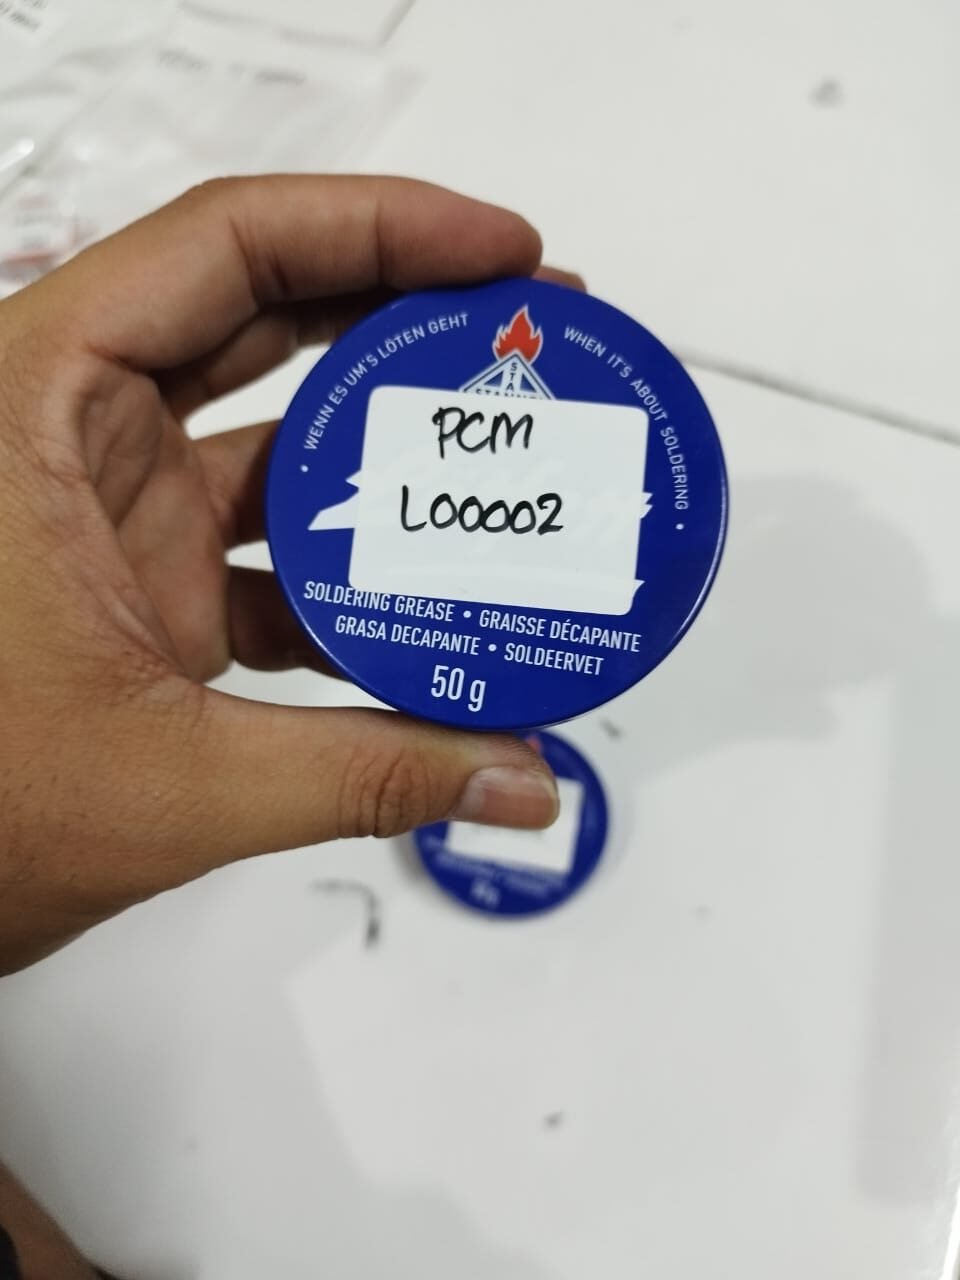 WENN ES UM'S LÖTEN GEHT
WHEN IT'S ABOUT SOLDERING
PCM
L00002
SOLDERING GREASE • GRAISSE DÉCAPANTE
GRASA DECAPANTE • SOLDEERVET
50 g